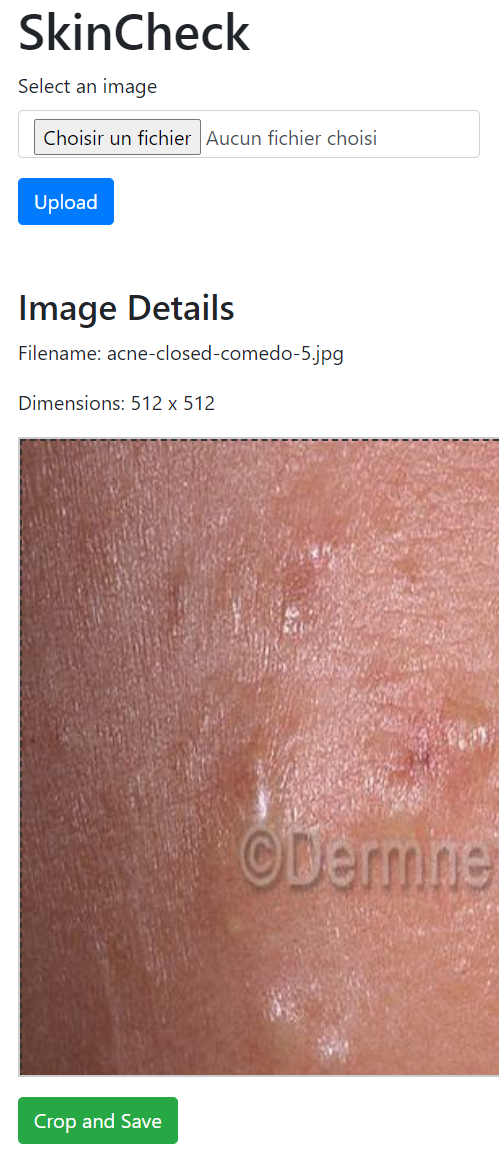 SkinCheck
Select an image
Choisir un fichier Aucun fichier choisi
Upload
Image Details
Filename: acne-closed-comedo-5.jpg
Dimensions: 512 x 512
©Dermne
Crop and Save